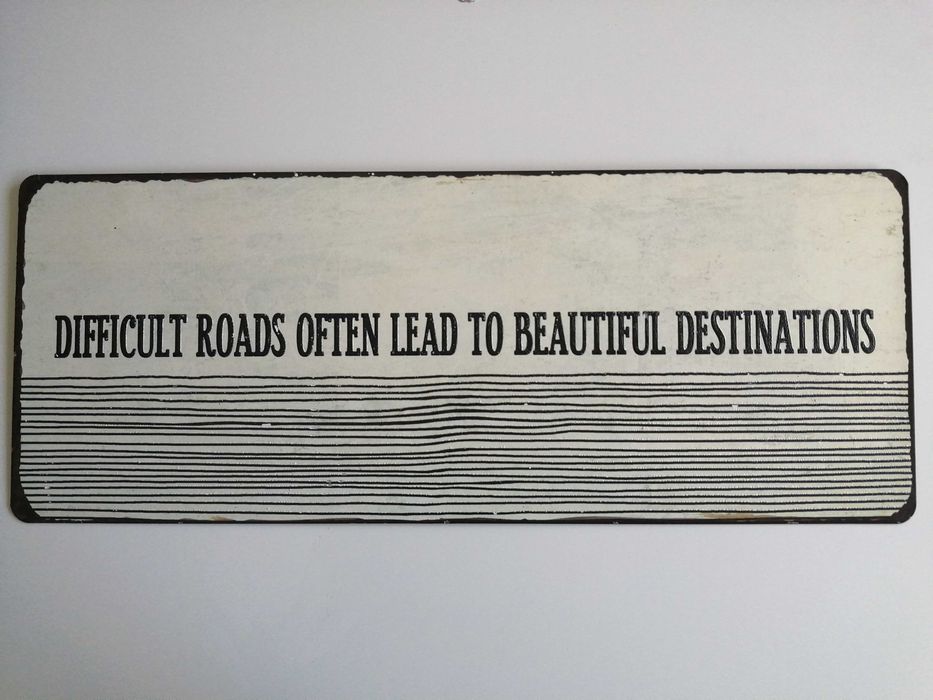 DIFFICULT ROADS OFTEN LEAD TO BEAUTIFUL DESTINATIONS